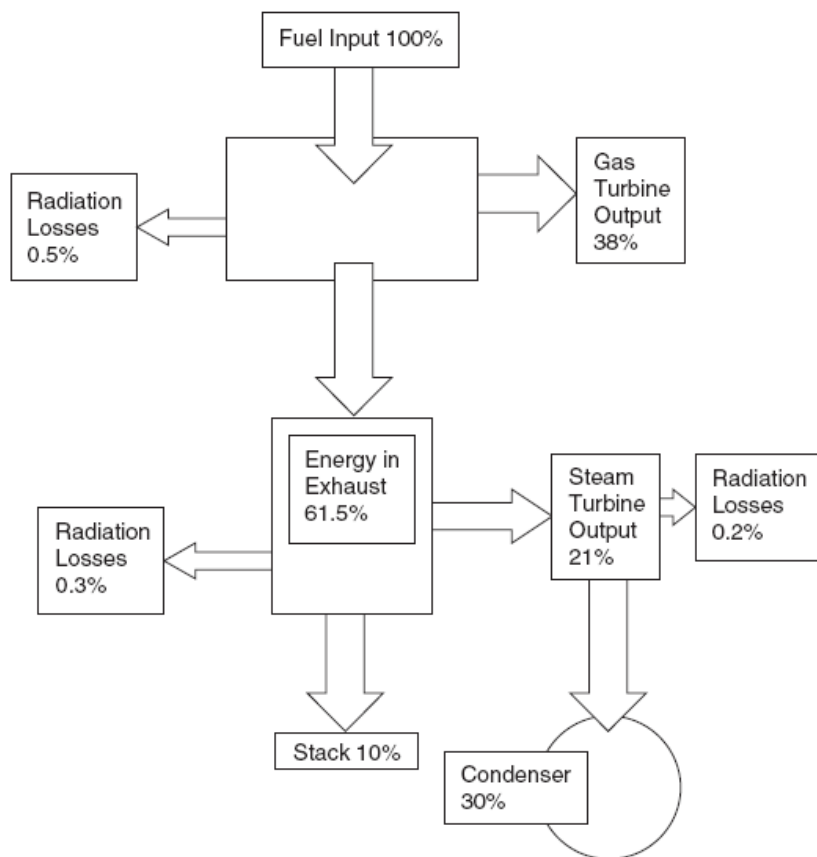 Fuel Input 100%
Gas
Turbine
Output
38%
Radiation
Losses
0.5%
Energy in
Exhaust
61.5%
Steam
Turbine
Output
21%
Radiation
Losses
0.2%
Radiation
Losses
0.3%
Stack 10%
Condenser
30%